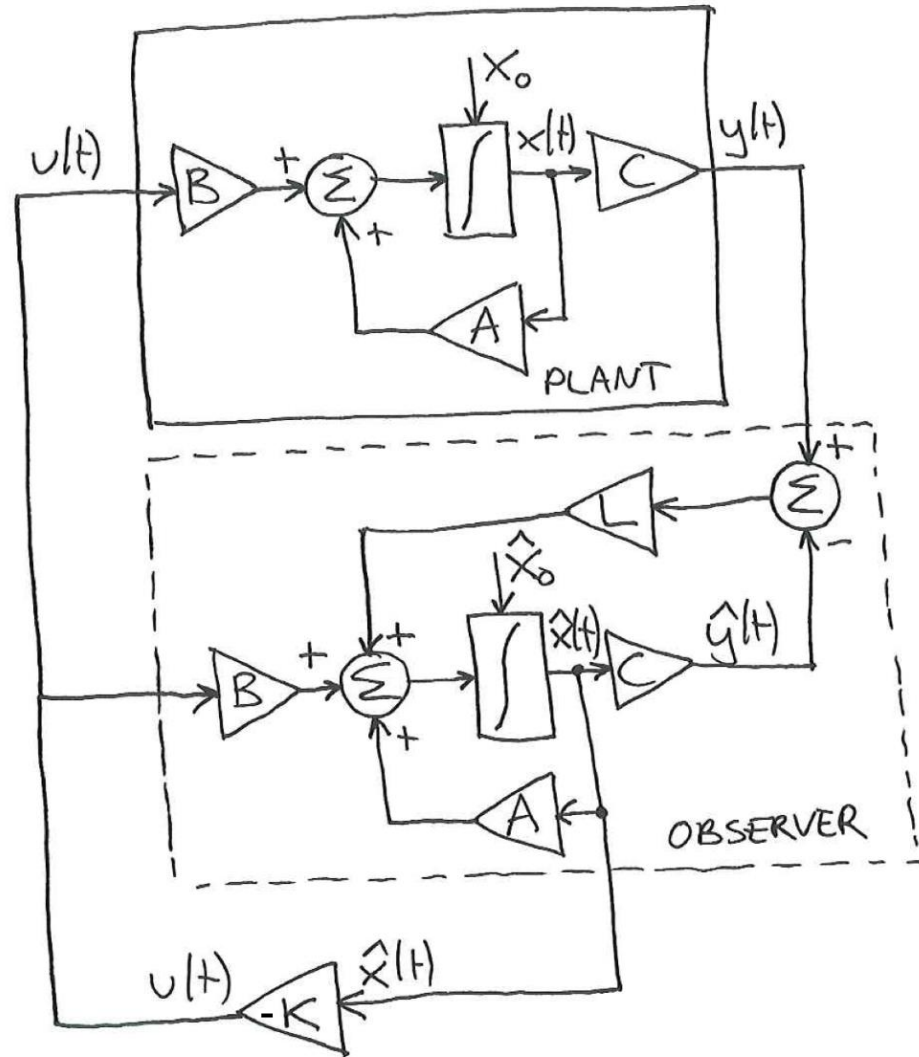 x₀
u(t)
B
+
Σ
+
∫
x(t)
C
y(t)
A
PLANT
+
Σ
-
L
x̂₀
B
+
+
Σ
+
∫
x̂(t)
C
ŷ(t)
A
OBSERVER
u(t)
-K
x̂(t)